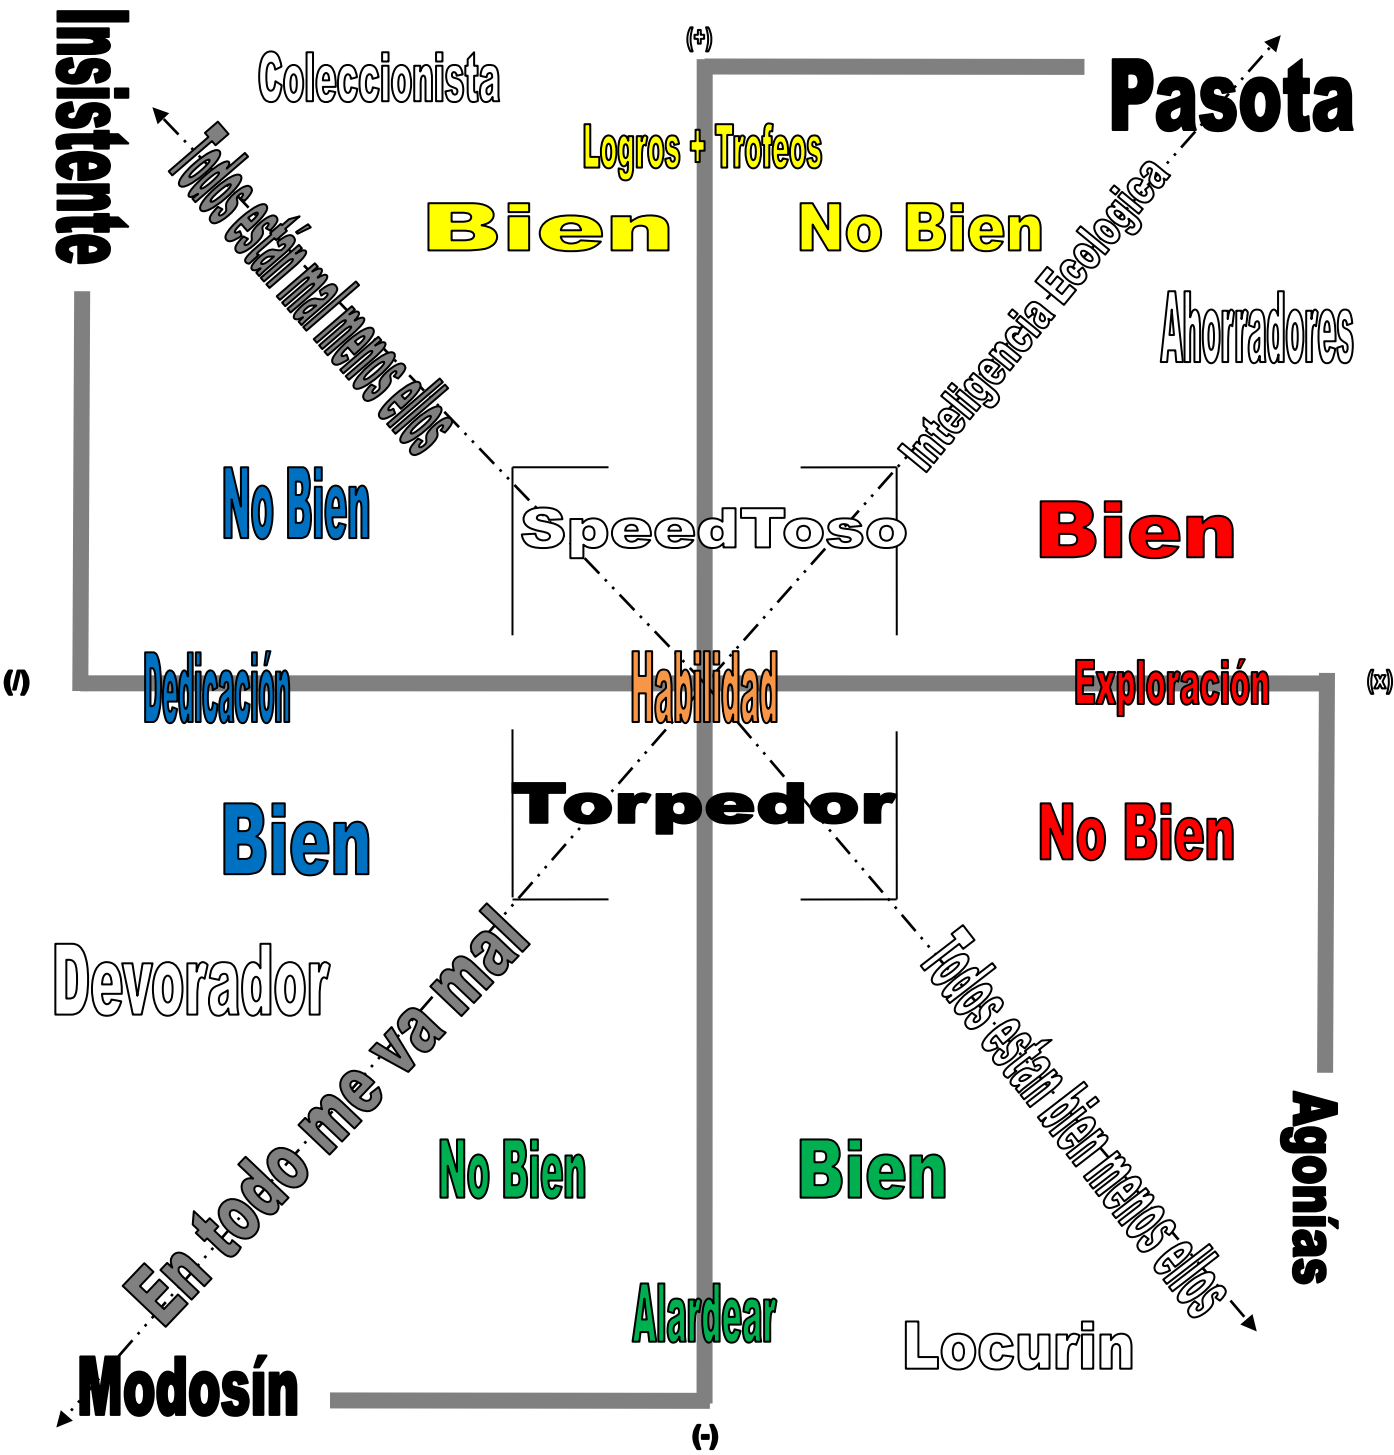 (+)
Insistente
Coleccionista
Pasota
Logros + Trofeos
Todos están mal menos ellos
Bien
No Bien
Inteligencia Ecologica
Ahorradores
No Bien
SpeedToso
Bien
(/)
Dedicación
Habilidad
Exploración
(x)
Bien
Torpedor
No Bien
Devorador
En todo me va mal
Todos estan bien menos ellos
No Bien
Bien
Agonías
Alardear
Locurin
Modosín
(-)